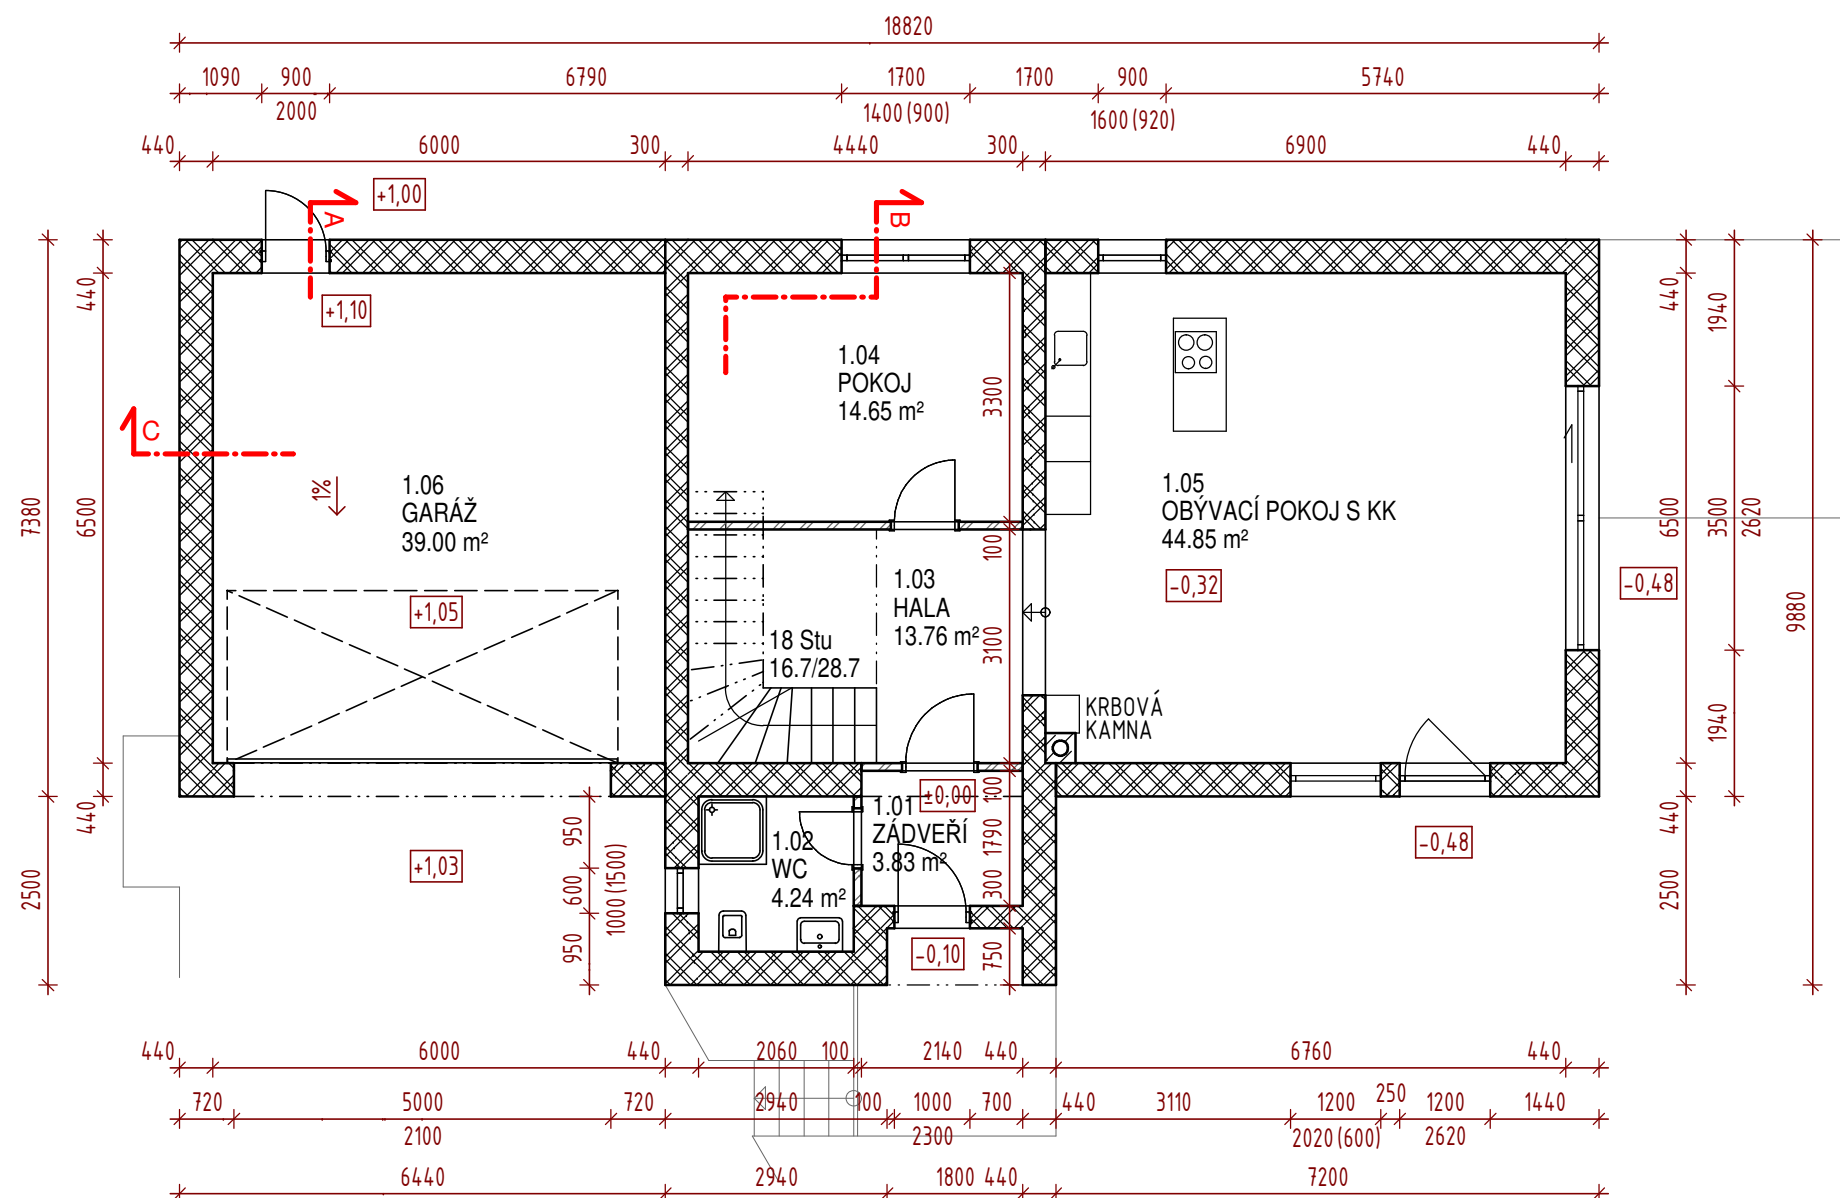 18820
1090 900 6790 1700 1700 900 5740
2000 1400(900) 1600(920)
440 6000 300 4440 300 6900 440
+1,00
A
B
+1,10
C
1%
1.06
GARÁŽ
39.00 m²
+1,05
+1,03
1.04
POKOJ
14.65 m²
1.03
HALA
13.76 m²
18 Stu
16.7/28.7
1.05
OBÝVACÍ POKOJ S KK
44.85 m²
-0,32
-0,48
KRBOVÁ
KAMNA
±0,00
1.01
ZÁDVEŘÍ
3.83 m²
1.02
WC
4.24 m²
-0,10
-0,48
7380
2500
440
6500
440
950
600
950
1000(1500)
3300
100
3100
100
1790
300
750
440
6500
440
2500
1940
3500
2620
1940
9880
440 6000 440 2060 100 2140 440 6760 440
720 5000 720 2940 100 1000 700 440 3110 1200 250 1200 1440
2100 2300 2020(600) 2620
6440 2940 1800 440 7200